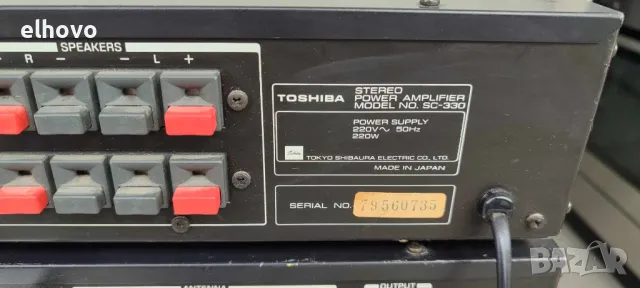 elhovo
SPEAKERS
R - - L +
TOSHIBA
STEREO
POWER AMPLIFIER
MODEL NO. SC-330
POWER SUPPLY
220V~ 50Hz
220W
TOKYO SHIBAURA ELECTRIC CO., LTD.
MADE IN JAPAN
SERIAL NO. 79560735
ANTENNA
OUTPUT
BAZAR